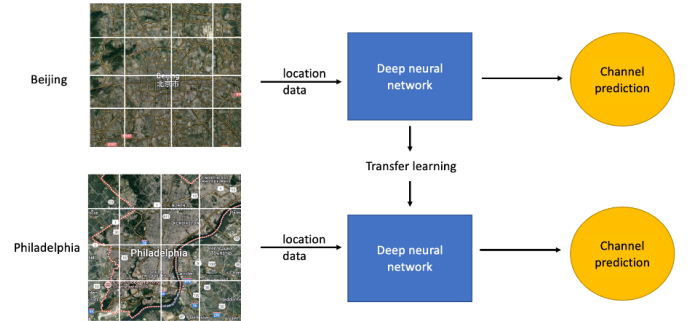 Beijing
Beijing
北京市
location
data
Deep neural
network
Channel
prediction
Transfer learning
Philadelphia
Philadelphia
location
data
Deep neural
network
Channel
prediction